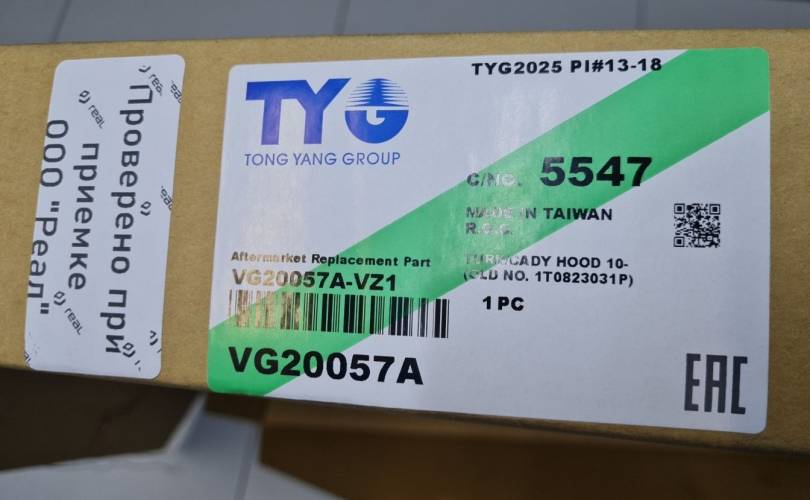 real
Проверено при
приемке
ООО "Реал"
TYG2025 PI#13-18
TYG
TONG YANG GROUP
C/NO. 5547
MADE IN TAIWAN
R.O.C.
Aftermarket Replacement Part
VG20057A-VZ1
CADY HOOD 10-
(OLD NO. 1T0823031P)
1 PC
VG20057A
EAC